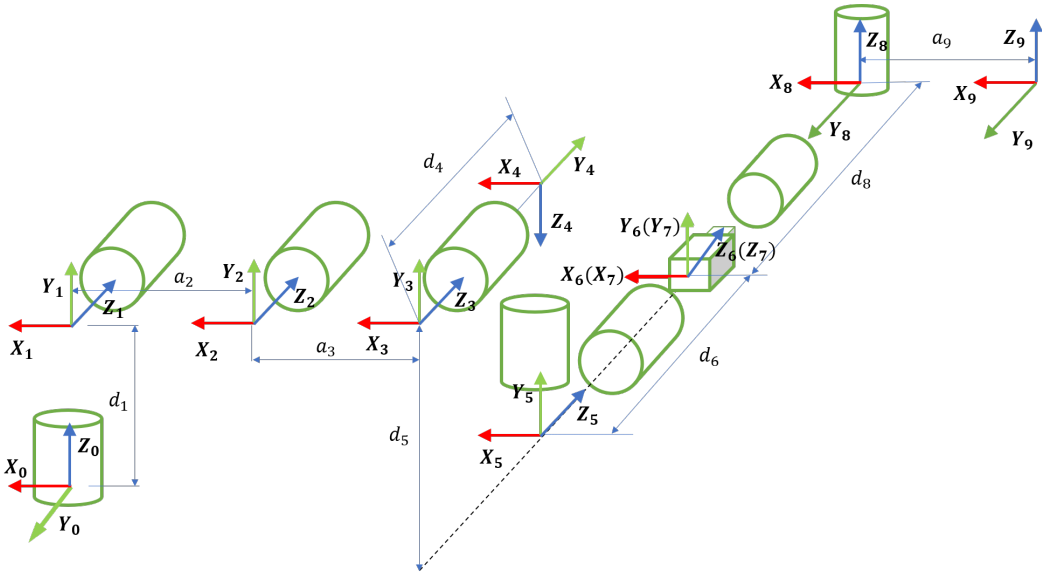 Z₈
a₉
Z₉
X₈
X₉
Y₈
Y₉
d₄
X₄
Y₄
Z₄
d₈
Y₆(Y₇)
Z₆(Z₇)
X₆(X₇)
Y₁
a₂
Y₂
Y₃
Z₁
Z₂
Z₃
X₁
X₂
a₃
X₃
d₆
d₁
Y₅
Z₅
d₅
X₅
X₀
Z₀
Y₀